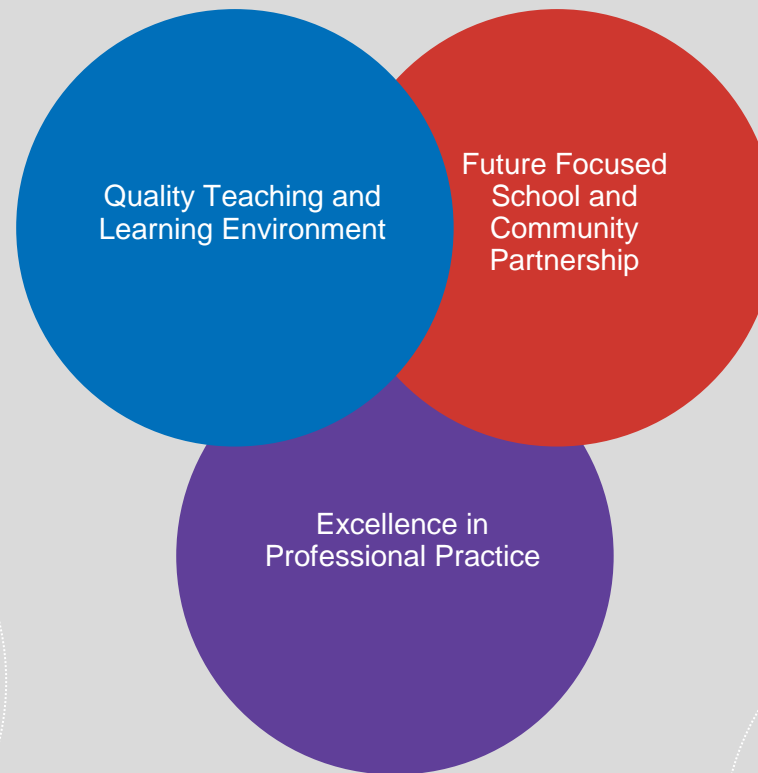 Quality Teaching and
Learning Environment
Future Focused
School and
Community
Partnership
Excellence in
Professional Practice